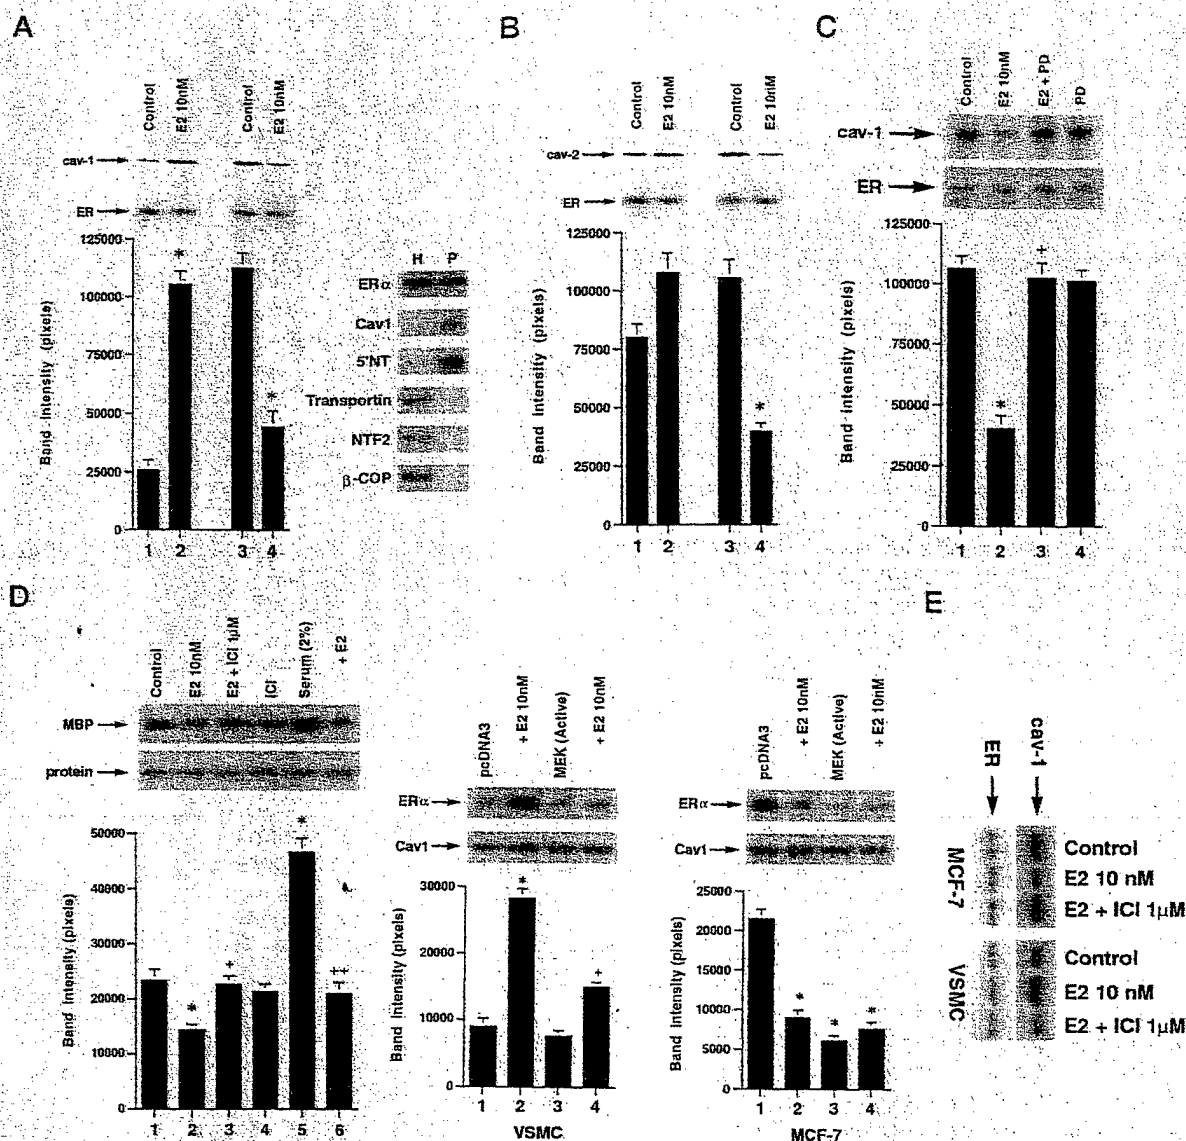 A
Control
E2 10nM
Control
E2 10nM
cav-1
ER
125000
100000
75000
50000
25000
0
Band Intensity (pixels)
*
*
1 2 3 4
H P
ERα
Cav1
5'NT
Transportin
NTF2
β-COP
B
Control
E2 10nM
Control
E2 10nM
cav-2
ER
125000
100000
75000
50000
25000
0
Band Intensity (pixels)
*
1 2 3 4
C
Control
E2 10nM
E2 + PD
PD
cav-1
ER
125000
100000
75000
50000
25000
0
Band Intensity (pixels)
*
+
1 2 3 4
D
Control
E2 10nM
E2 + ICI 1µM
ICI
Serum (2%)
+ E2
MBP
protein
50000
40000
30000
20000
10000
0
Band Intensity (pixels)
*
+
*
++
1 2 3 4 5 6
pcDNA3
+ E2 10nM
MEK (Active)
+ E2 10nM
ERα
Cav1
30000
20000
10000
0
Band Intensity (pixels)
*
+
1 2 3 4
VSMC
pcDNA3
+ E2 10nM
MEK (Active)
+ E2 10nM
ERα
Cav1
25000
20000
15000
10000
5000
0
Band Intensity (pixels)
*
*
*
1 2 3 4
MCF-7
E
ER
cav-1
MCF-7
Control
E2 10 nM
E2 + ICI 1µM
VSMC
Control
E2 10 nM
E2 + ICI 1µM